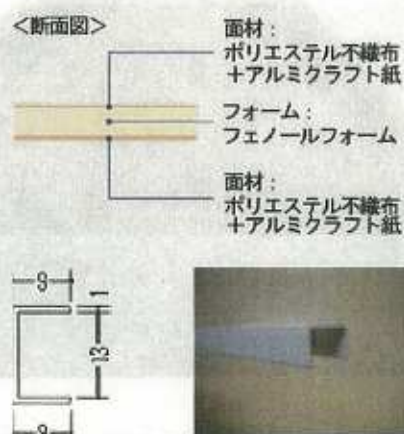 <断面図>
面材：
ポリエステル不織布
＋アルミクラフト紙
フォーム：
フェノールフォーム
面材：
ポリエステル不織布
＋アルミクラフト紙
9
1
13
9